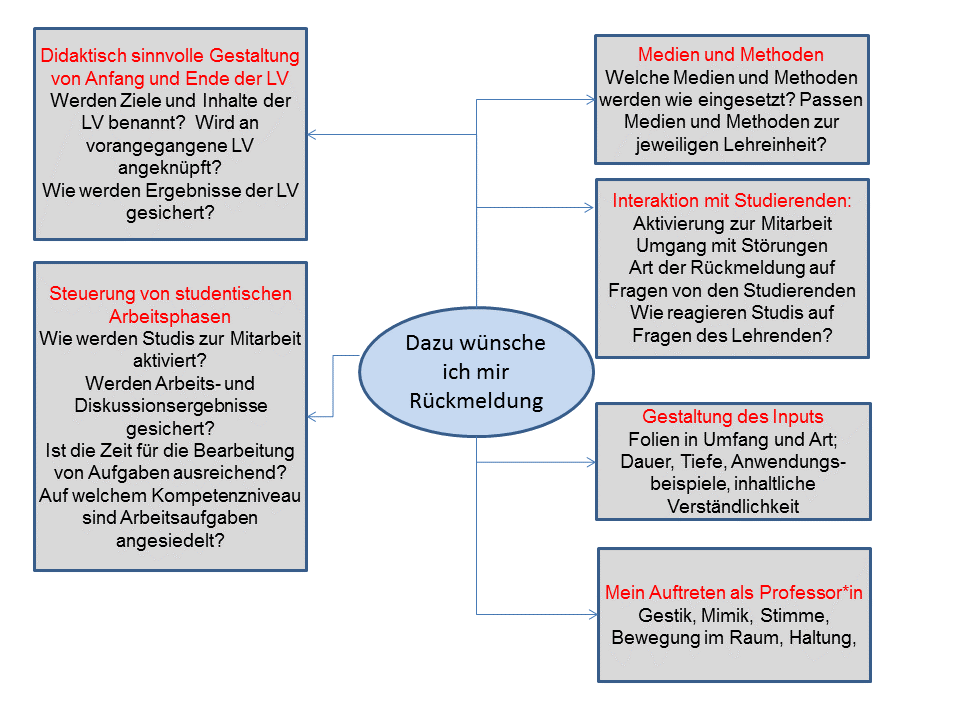 Didaktisch sinnvolle Gestaltung
von Anfang und Ende der LV
Werden Ziele und Inhalte der
LV benannt? Wird an
vorangegangene LV
angeknüpft?
Wie werden Ergebnisse der LV
gesichert?
Steuerung von studentischen
Arbeitsphasen
Wie werden Studis zur Mitarbeit
aktiviert?
Werden Arbeits- und
Diskussionsergebnisse
gesichert?
Ist die Zeit für die Bearbeitung
von Aufgaben ausreichend?
Auf welchem Kompetenzniveau
sind Arbeitsaufgaben
angesiedelt?
Dazu wünsche
ich mir
Rückmeldung
Medien und Methoden
Welche Medien und Methoden
werden wie eingesetzt? Passen
Medien und Methoden zur
jeweiligen Lehreinheit?
Interaktion mit Studierenden:
Aktivierung zur Mitarbeit
Umgang mit Störungen
Art der Rückmeldung auf
Fragen von den Studierenden
Wie reagieren Studis auf
Fragen des Lehrenden?
Gestaltung des Inputs
Folien in Umfang und Art;
Dauer, Tiefe, Anwendungs-
beispiele, inhaltliche
Verständlichkeit
Mein Auftreten als Professor*in
Gestik, Mimik, Stimme,
Bewegung im Raum, Haltung,